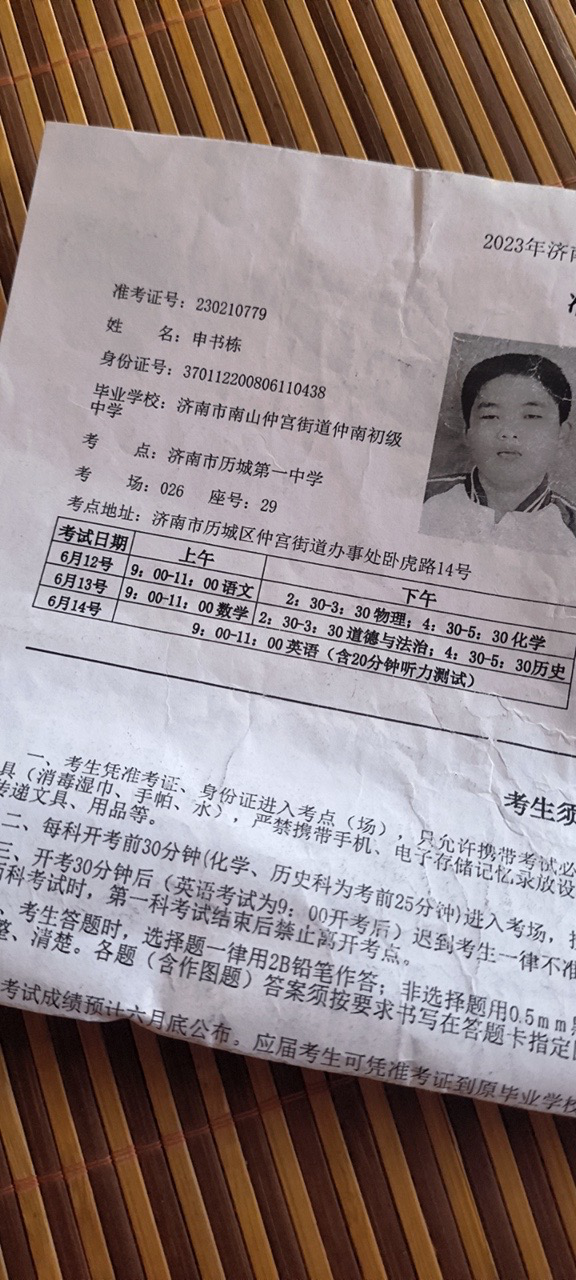 2023年济南
准考证号：230210779
姓　　名：申书栋
身份证号：370112200806110438
毕业学校：济南市南山仲宫街道仲南初级
中学
考　　点：济南市历城第一中学
考　　场：026　座号：29
考点地址：济南市历城区仲宫街道办事处卧虎路14号
考试日期 上午 下午
6月12号 9：00-11：00 语文 2：30-3：30 物理；4：30-5：30 化学
6月13号 9：00-11：00 数学 2：30-3：30 道德与法治；4：30-5：30历史
6月14号 9：00-11：00 英语（含20分钟听力测试）
考生须
一、考生凭准考证、身份证进入考点（场），只允许携带考试必
具（消毒湿巾、手帕、水），严禁携带手机、电子存储记忆录放设
传递文具、用品等。
二、每科开考前30分钟(化学、历史科为考前25分钟)进入考场，
三、开考30分钟后（英语考试为9：00开考后）迟到考生一律不准
科考试时，第一科考试结束后禁止离开考点。
、考生答题时，选择题一律用2B铅笔作答；非选择题用0.5mm
整、清楚。各题（含作图题）答案须按要求书写在答题卡指定
考试成绩预计六月底公布。应届考生可凭准考证到原毕业学校